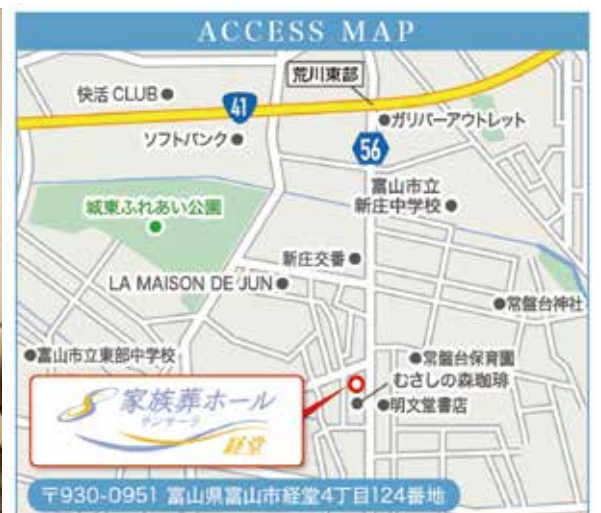 ACCESS MAP
荒川東部
快活 CLUB
41
ガリバーアウトレット
ソフトバンク
56
富山市立
新庄中学校
城東ふれあい公園
新庄交番
LA MAISON DE JUN
常盤台神社
富山市立東部中学校
常盤台保育園
むさしの森珈琲
明文堂書店
家族葬ホール
サンサーラ
経堂
〒930-0951 富山県富山市経堂4丁目124番地